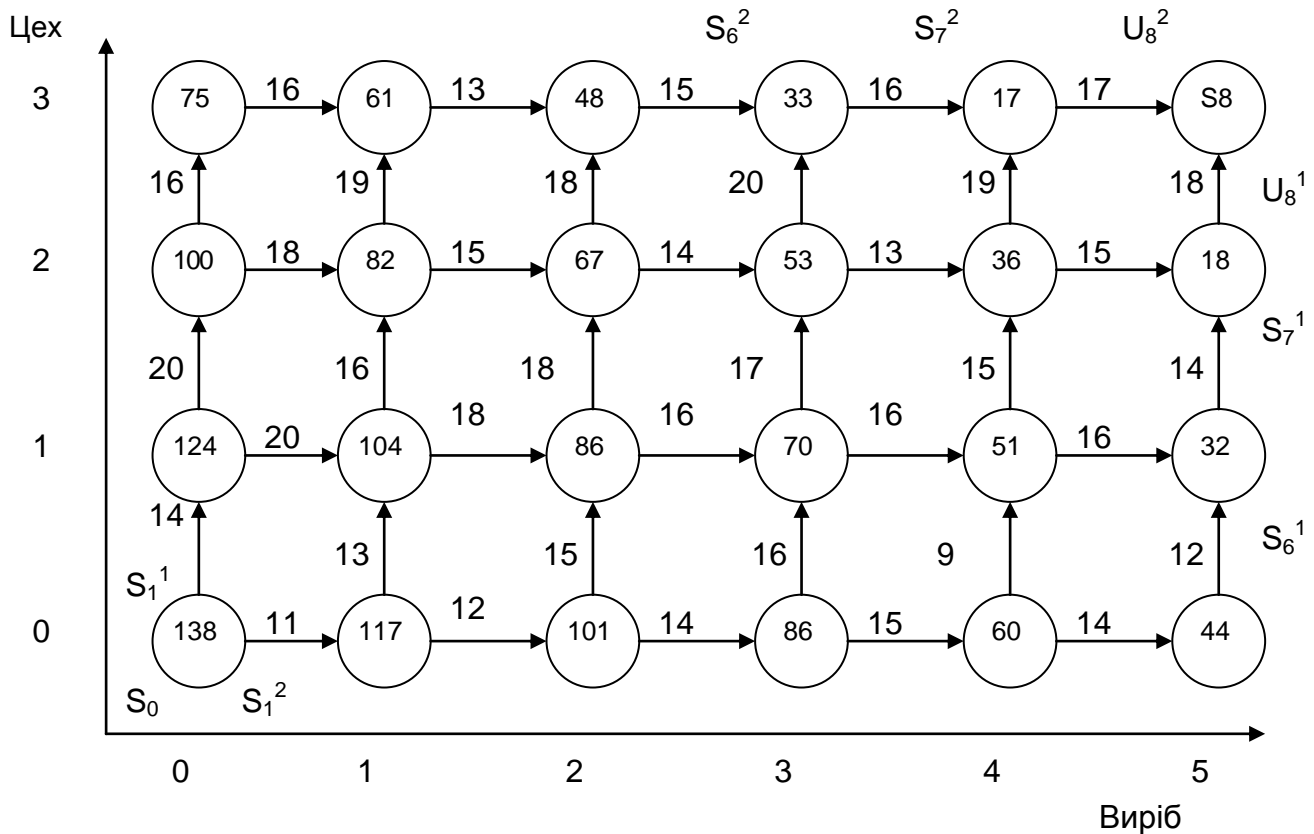 Цех
S₆² S₇² U₈²
3 75 16 61 13 48 15 33 16 17 17 S8
16 19 18 20 19 18 U₈¹
2 100 18 82 15 67 14 53 13 36 15 18
S₇¹
20 16 18 17 15 14
1 124 20 104 18 86 16 70 16 51 16 32
14 13 15 16 9 12 S₆¹
S₁¹
0 138 11 117 12 101 14 86 15 60 14 44
S₀ S₁²
0 1 2 3 4 5
Виріб